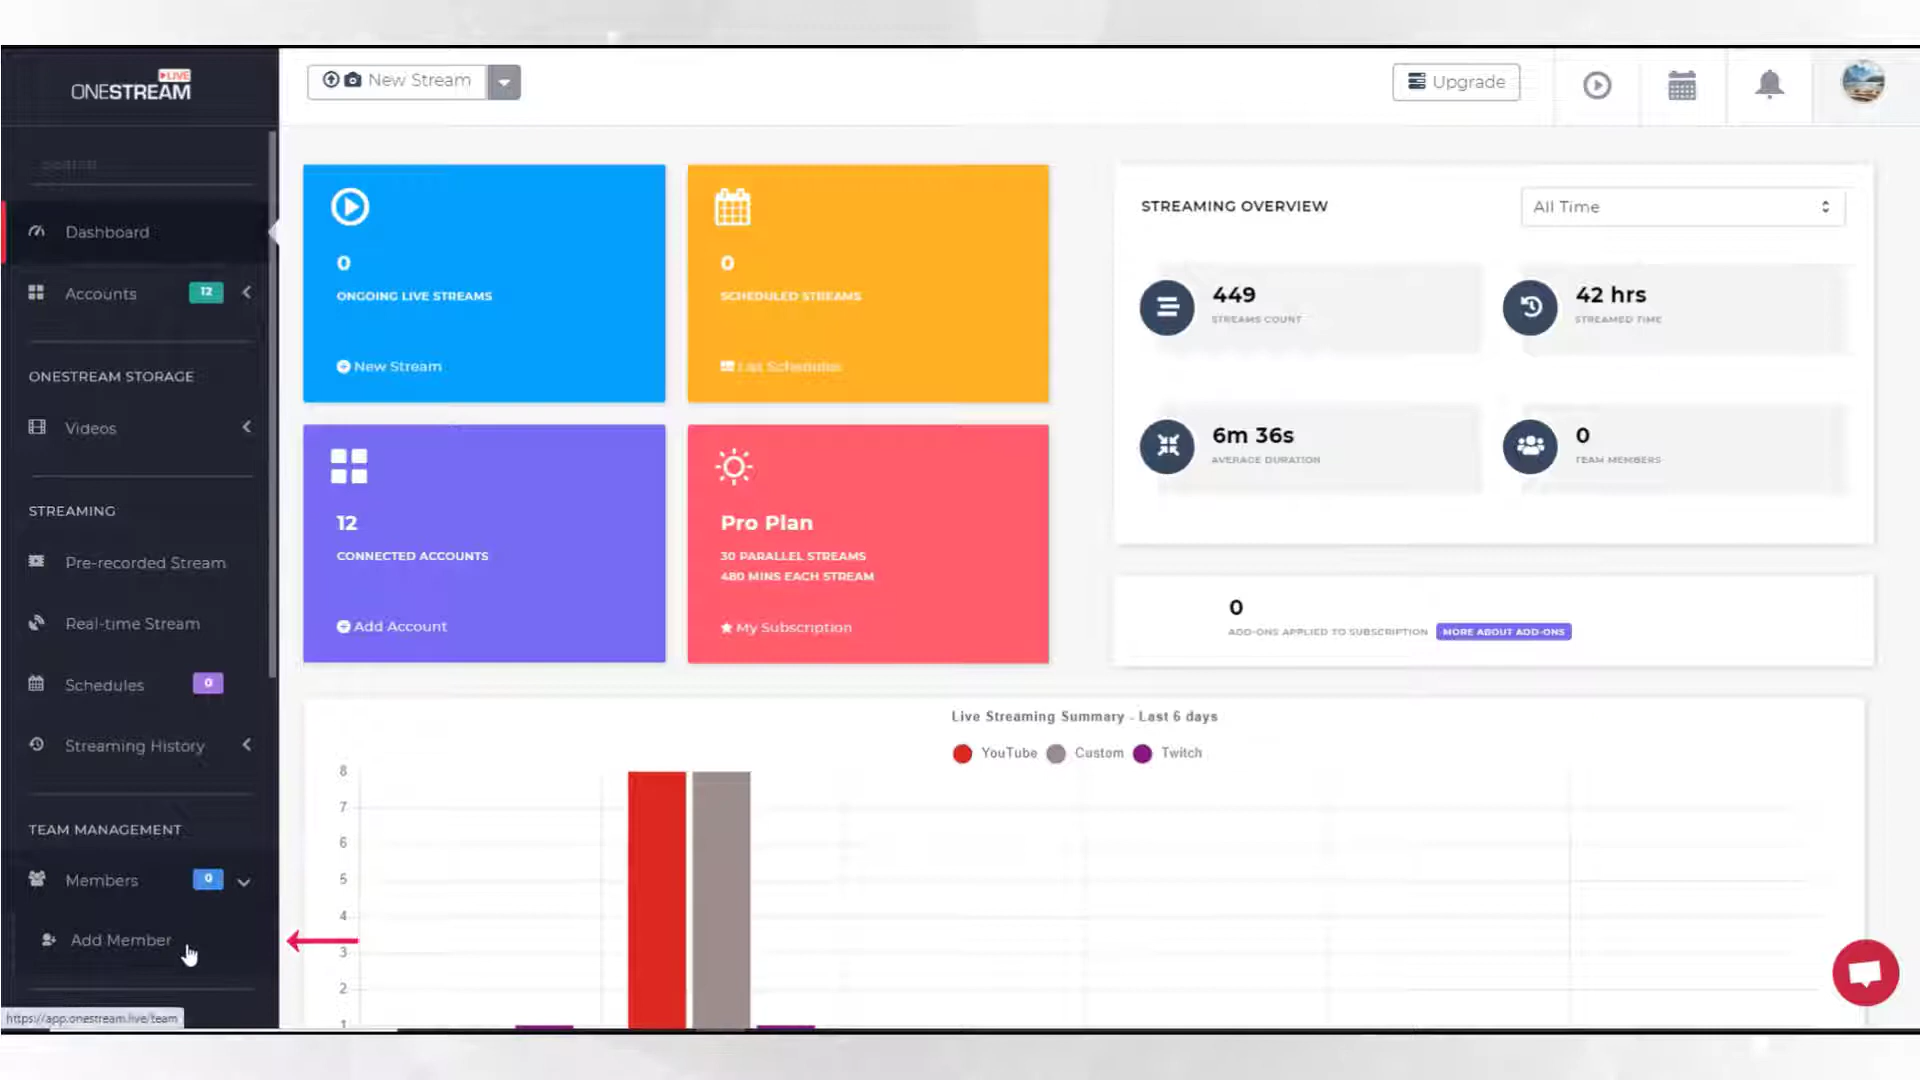 LIVE
ONESTREAM
Search
Dashboard
Accounts 12
ONESTREAM STORAGE
Videos
STREAMING
Pre-recorded Stream
Real-time Stream
Schedules 0
Streaming History
TEAM MANAGEMENT
Members 0
Add Member
https://app.onestream.live/team
New Stream
Upgrade
0
ONGOING LIVE STREAMS
New Stream
0
SCHEDULED STREAMS
List Schedules
12
CONNECTED ACCOUNTS
Add Account
Pro Plan
30 PARALLEL STREAMS
480 MINS EACH STREAM
My Subscription
STREAMING OVERVIEW
All Time
449
STREAMS COUNT
42 hrs
STREAMED TIME
6m 36s
AVERAGE DURATION
0
TEAM MEMBERS
0
ADD-ONS APPLIED TO SUBSCRIPTION MORE ABOUT ADD-ONS
Live Streaming Summary - Last 6 days
YouTube Custom Twitch
8
7
6
5
4
3
2
1